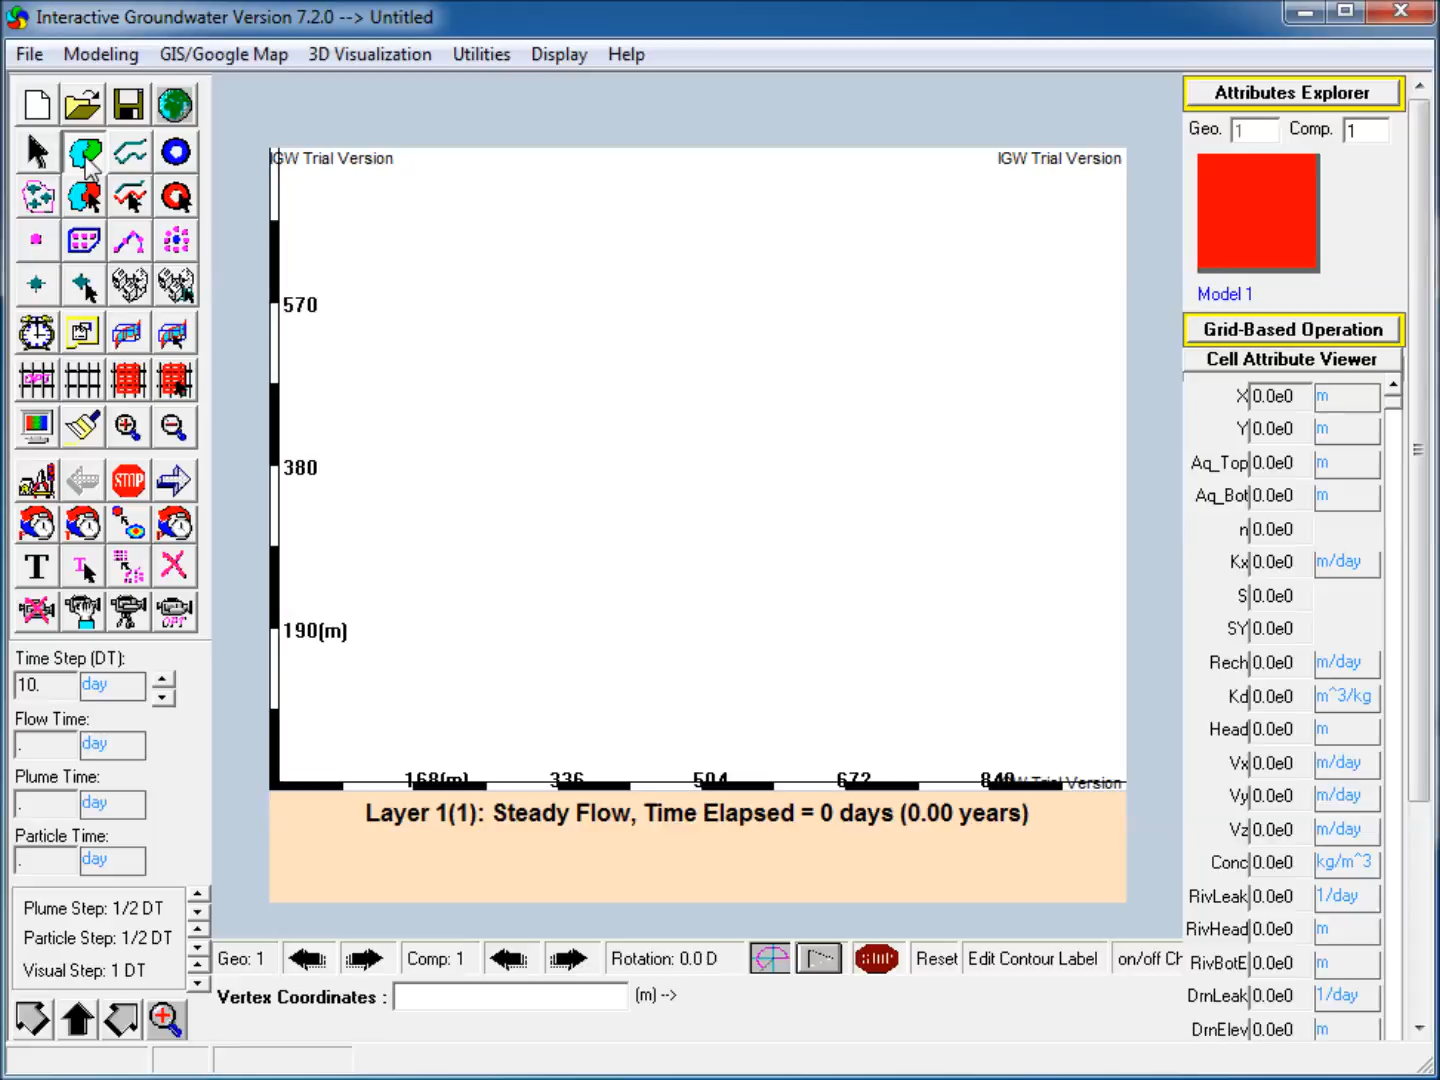 Interactive Groundwater Version 7.2.0 --> Untitled
File Modeling GIS/Google Map 3D Visualization Utilities Display Help
Attributes Explorer
Geo. 1 Comp. 1
Model 1
Grid-Based Operation
Cell Attribute Viewer
X 0.0e0 m
Y 0.0e0 m
Aq_Top 0.0e0 m
Aq_Bot 0.0e0 m
n 0.0e0
Kx 0.0e0 m/day
S 0.0e0
SY 0.0e0
Rech 0.0e0 m/day
Kd 0.0e0 m^3/kg
Head 0.0e0 m
Vx 0.0e0 m/day
Vy 0.0e0 m/day
Vz 0.0e0 m/day
Conc 0.0e0 kg/m^3
RivLeak 0.0e0 1/day
RivHead 0.0e0 m
RivBotE 0.0e0 m
DrnLeak 0.0e0 1/day
DrnElev 0.0e0 m
IGW Trial Version
IGW Trial Version
570
380
190(m)
168(m) 336 504 672 840
Trial Version
Layer 1(1): Steady Flow, Time Elapsed = 0 days (0.00 years)
OPT
STOP
T
T
OPT
Time Step (DT):
10. day
Flow Time:
. day
Plume Time:
. day
Particle Time:
. day
Plume Step: 1/2 DT
Particle Step: 1/2 DT
Visual Step: 1 DT
Geo: 1 Comp: 1 Rotation: 0.0 D STOP Reset Edit Contour Label on/off Ch
Vertex Coordinates : (m) -->